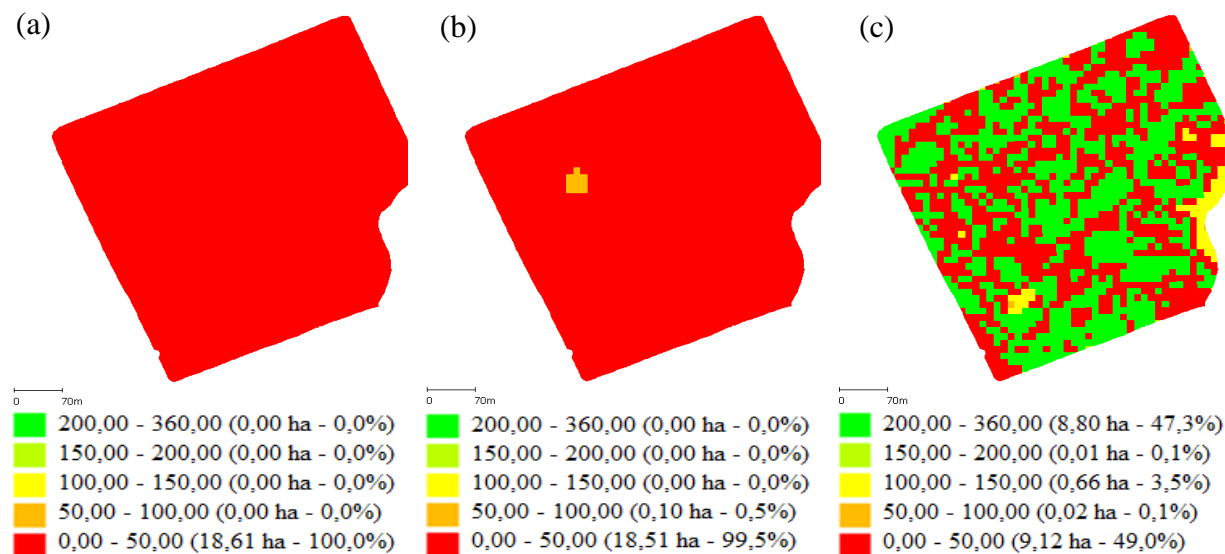 (a)
(b)
(c)
0 70m
0 70m
0 70m
200,00 - 360,00 (0,00 ha - 0,0%)
150,00 - 200,00 (0,00 ha - 0,0%)
100,00 - 150,00 (0,00 ha - 0,0%)
50,00 - 100,00 (0,00 ha - 0,0%)
0,00 - 50,00 (18,61 ha - 100,0%)
200,00 - 360,00 (0,00 ha - 0,0%)
150,00 - 200,00 (0,00 ha - 0,0%)
100,00 - 150,00 (0,00 ha - 0,0%)
50,00 - 100,00 (0,10 ha - 0,5%)
0,00 - 50,00 (18,51 ha - 99,5%)
200,00 - 360,00 (8,80 ha - 47,3%)
150,00 - 200,00 (0,01 ha - 0,1%)
100,00 - 150,00 (0,66 ha - 3,5%)
50,00 - 100,00 (0,02 ha - 0,1%)
0,00 - 50,00 (9,12 ha - 49,0%)